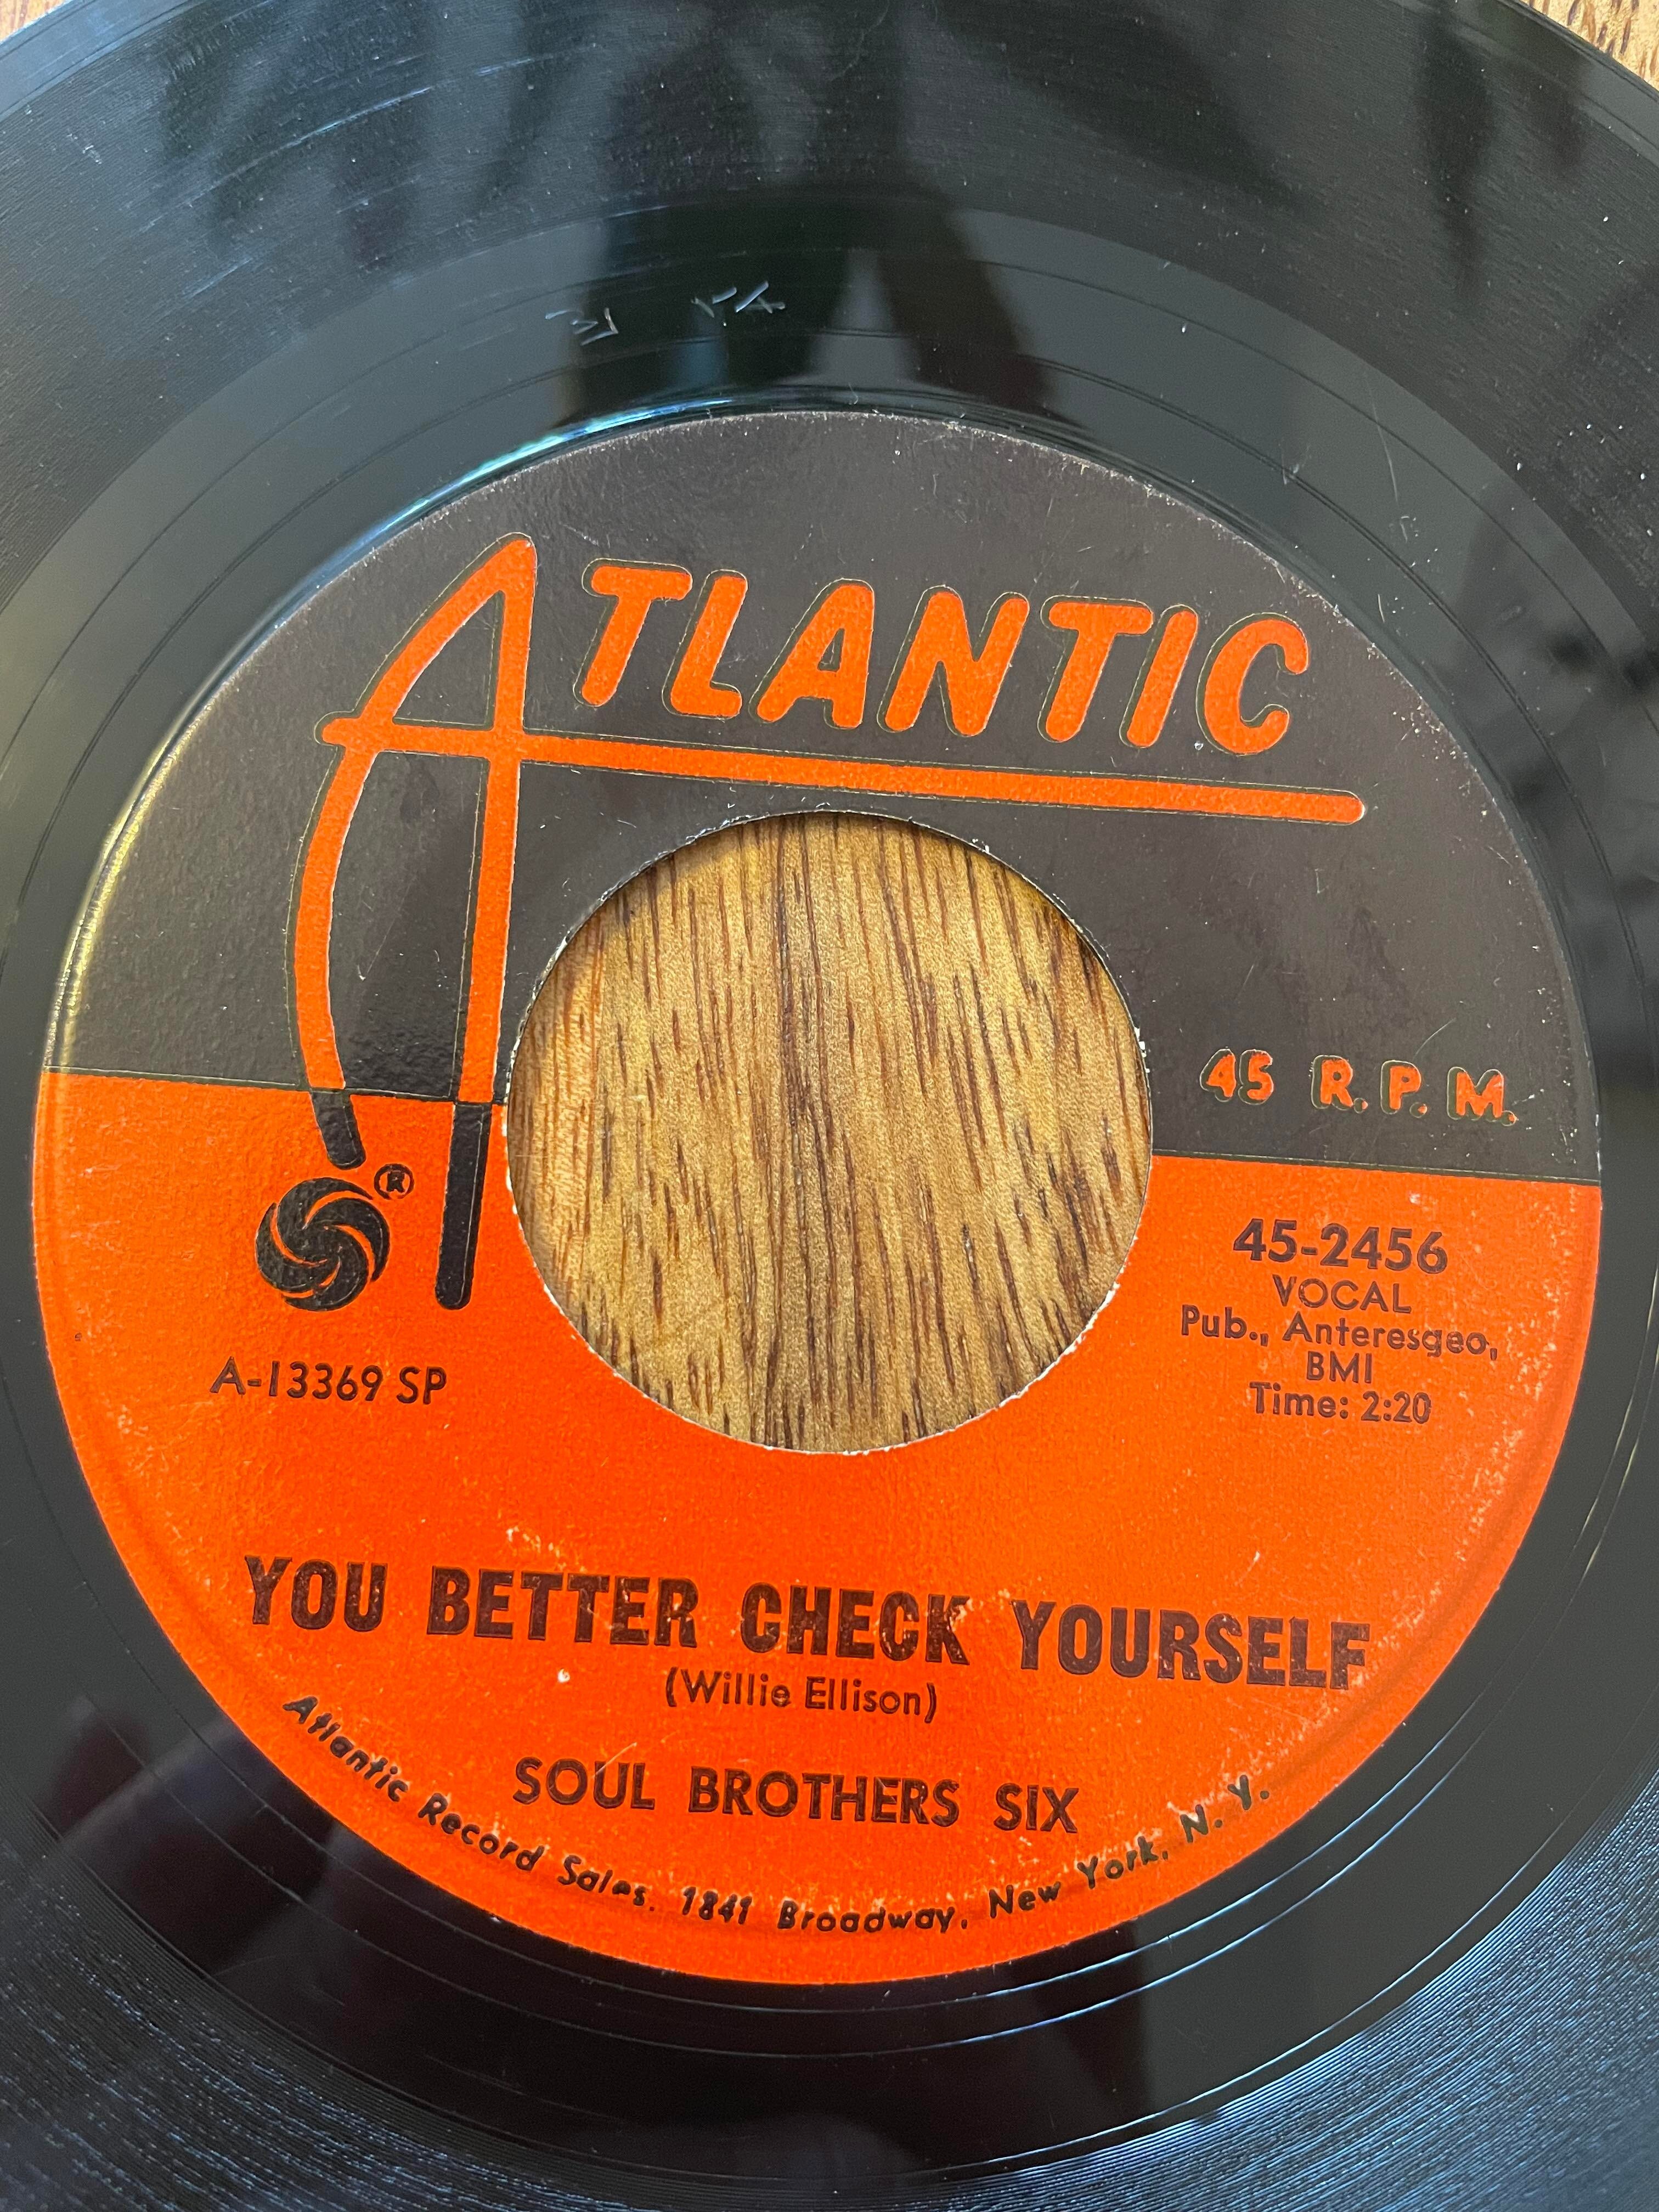 ATLANTIC
45 R.P.M.
®
45-2456
VOCAL
Pub., Anteresgeo,
BMI
Time: 2:20
A-13369 SP
YOU BETTER CHECK YOURSELF
(Willie Ellison)
SOUL BROTHERS SIX
Atlantic Record Sales, 1841 Broadway, New York, N. Y.